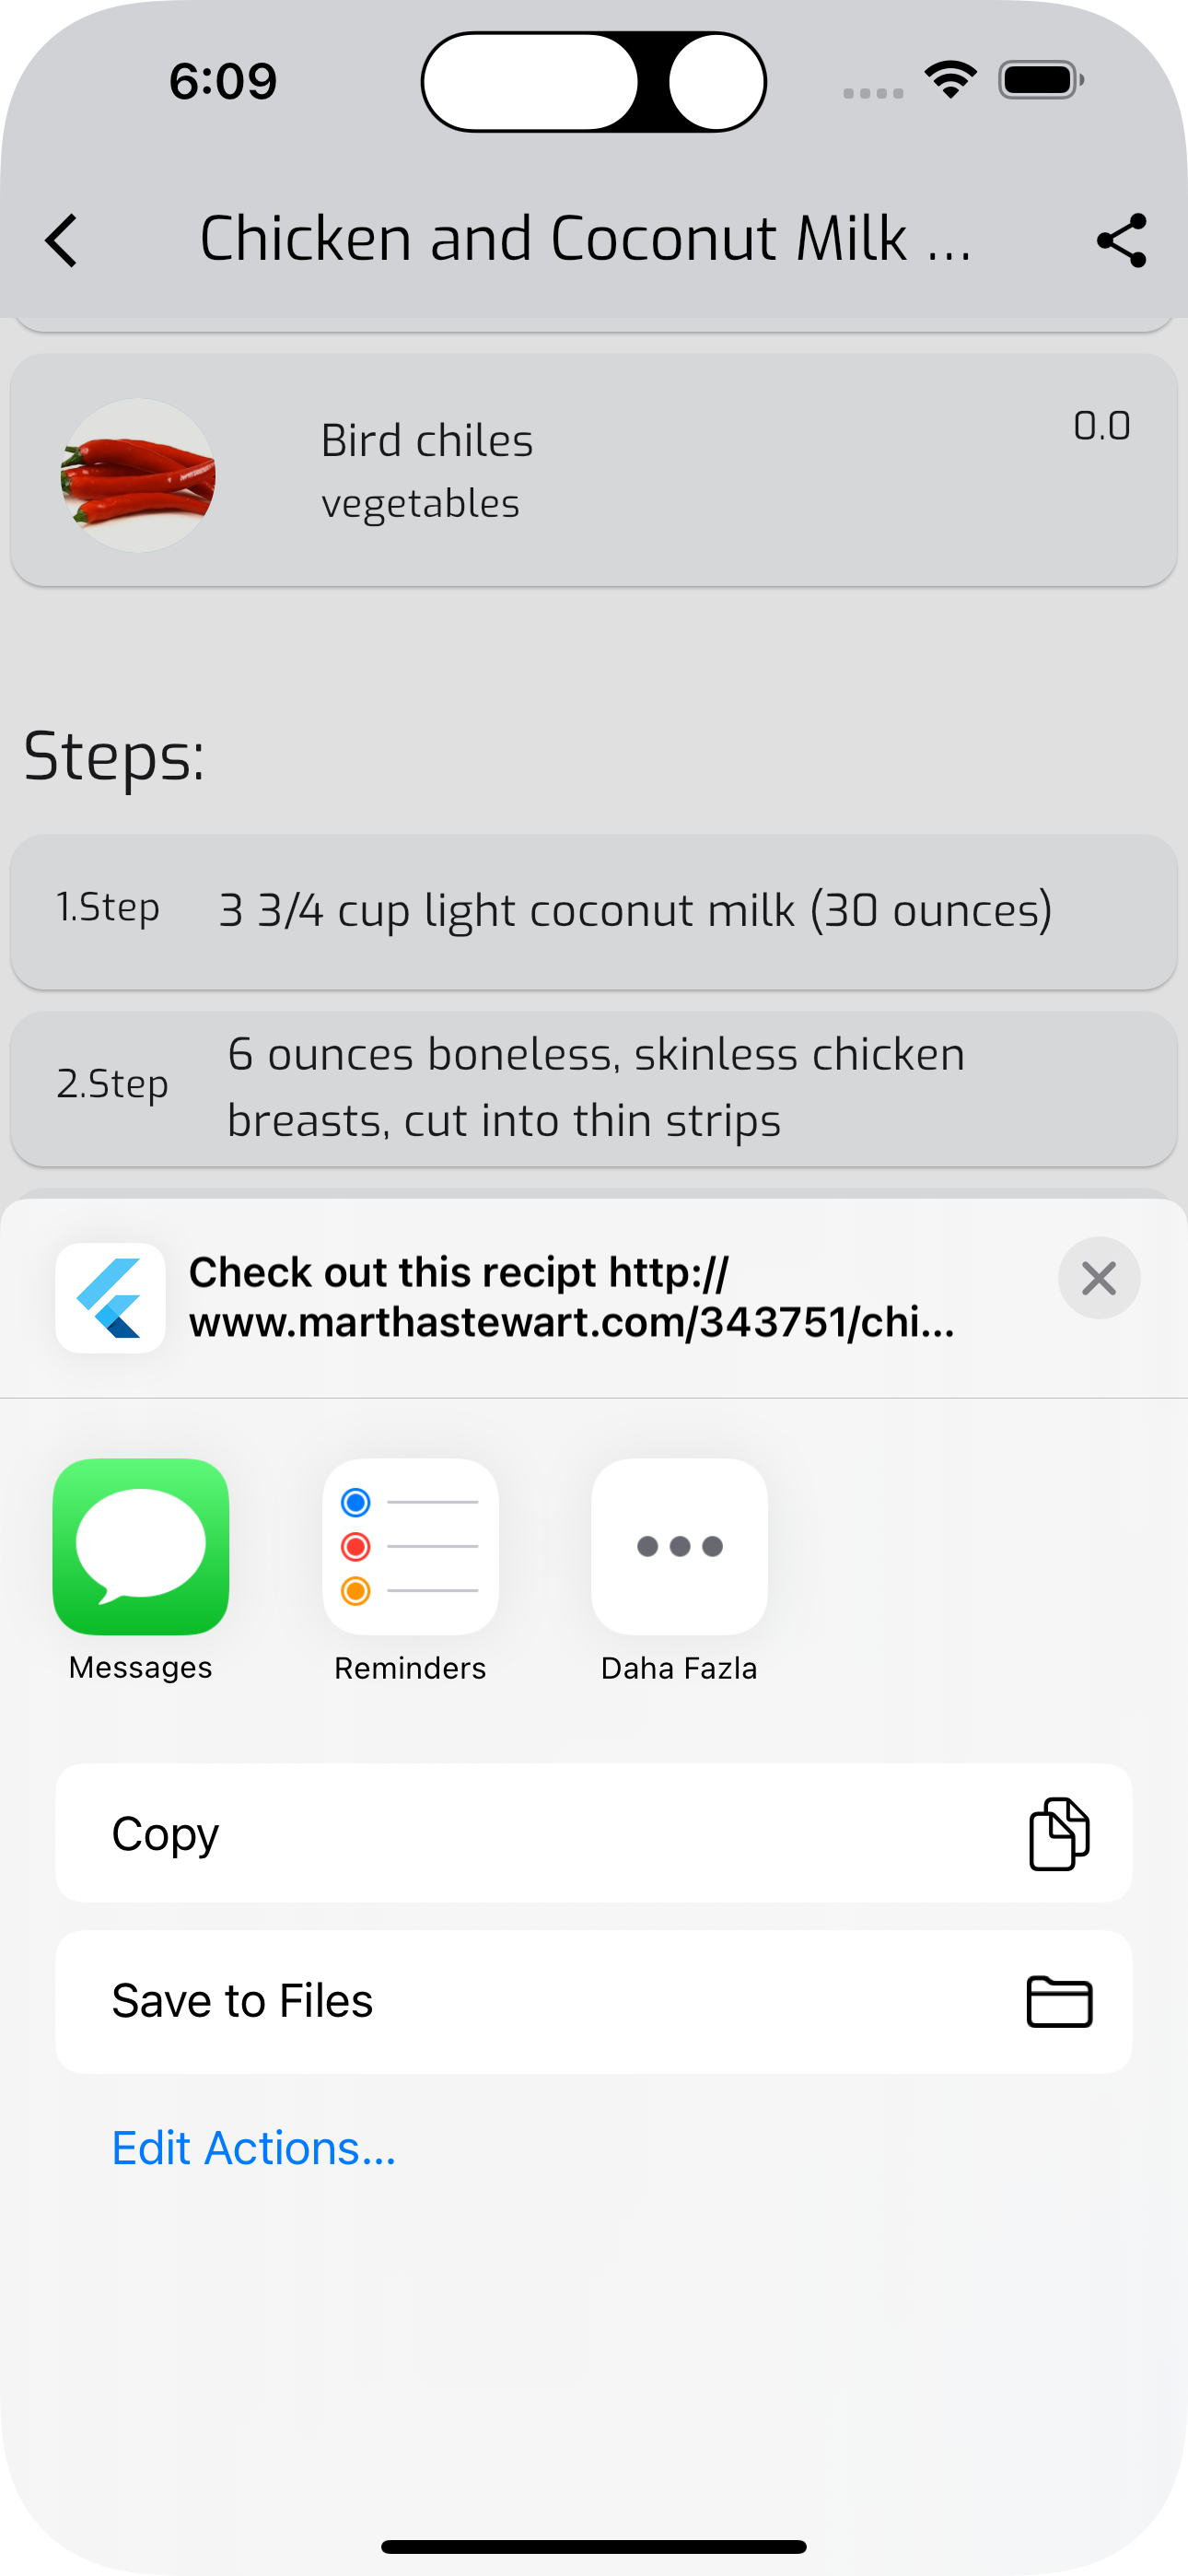 6:09
Chicken and Coconut Milk ...
Bird chiles
0.0
vegetables
Steps:
1.Step
3 3/4 cup light coconut milk (30 ounces)
2.Step
6 ounces boneless, skinless chicken
breasts, cut into thin strips
Check out this recipt http://
www.marthastewart.com/343751/chi...
Messages
Reminders
Daha Fazla
Copy
Save to Files
Edit Actions...